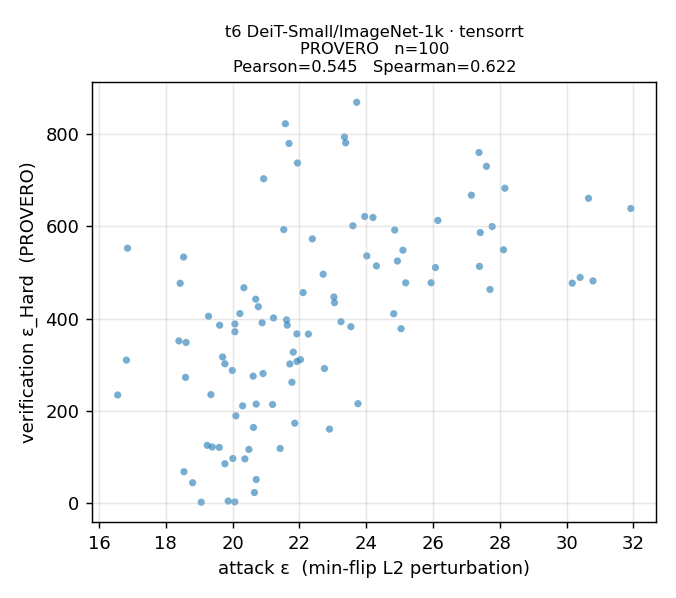 t6 DeiT-Small/ImageNet-1k · tensorrt
PROVERO   n=100
Pearson=0.545   Spearman=0.622
verification ε_Hard  (PROVERO)
800
600
400
200
0
16 18 20 22 24 26 28 30 32
attack ε  (min-flip L2 perturbation)